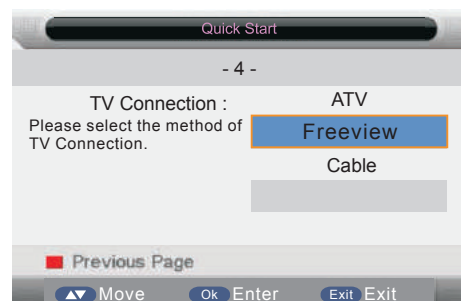 Quick Start
- 4 -
TV Connection :
Please select the method of
TV Connection.
ATV
Freeview
Cable
Previous Page
Move Ok Enter Exit Exit